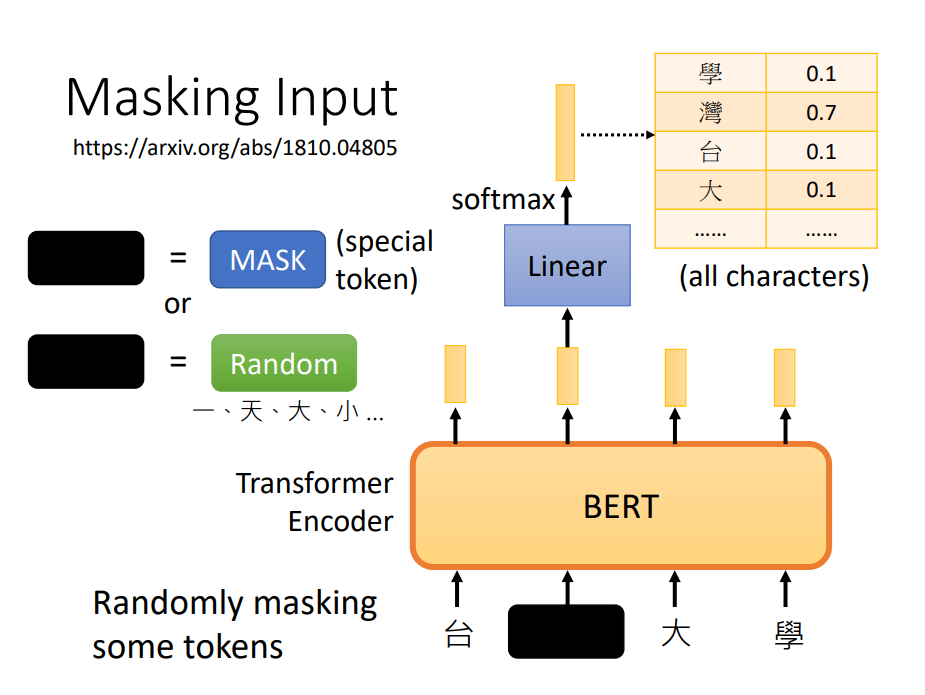 Masking Input
https://arxiv.org/abs/1810.04805
=
MASK
(special
token)
or
=
Random
一、天、大、小 ...
softmax
Linear
學 0.1
灣 0.7
台 0.1
大 0.1
...... ......
(all characters)
Transformer
Encoder
BERT
Randomly masking
some tokens
台 大 學